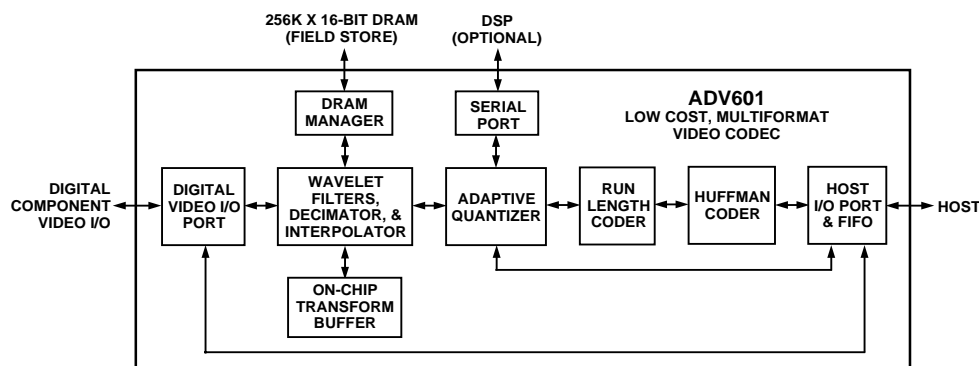 256K X 16-BIT DRAM
(FIELD STORE)
DSP
(OPTIONAL)
ADV601
LOW COST, MULTIFORMAT
VIDEO CODEC
DRAM
MANAGER
SERIAL
PORT
DIGITAL
COMPONENT
VIDEO I/O
DIGITAL
VIDEO I/O
PORT
WAVELET
FILTERS,
DECIMATOR, &
INTERPOLATOR
ADAPTIVE
QUANTIZER
RUN
LENGTH
CODER
HUFFMAN
CODER
HOST
I/O PORT
& FIFO
HOST
ON-CHIP
TRANSFORM
BUFFER